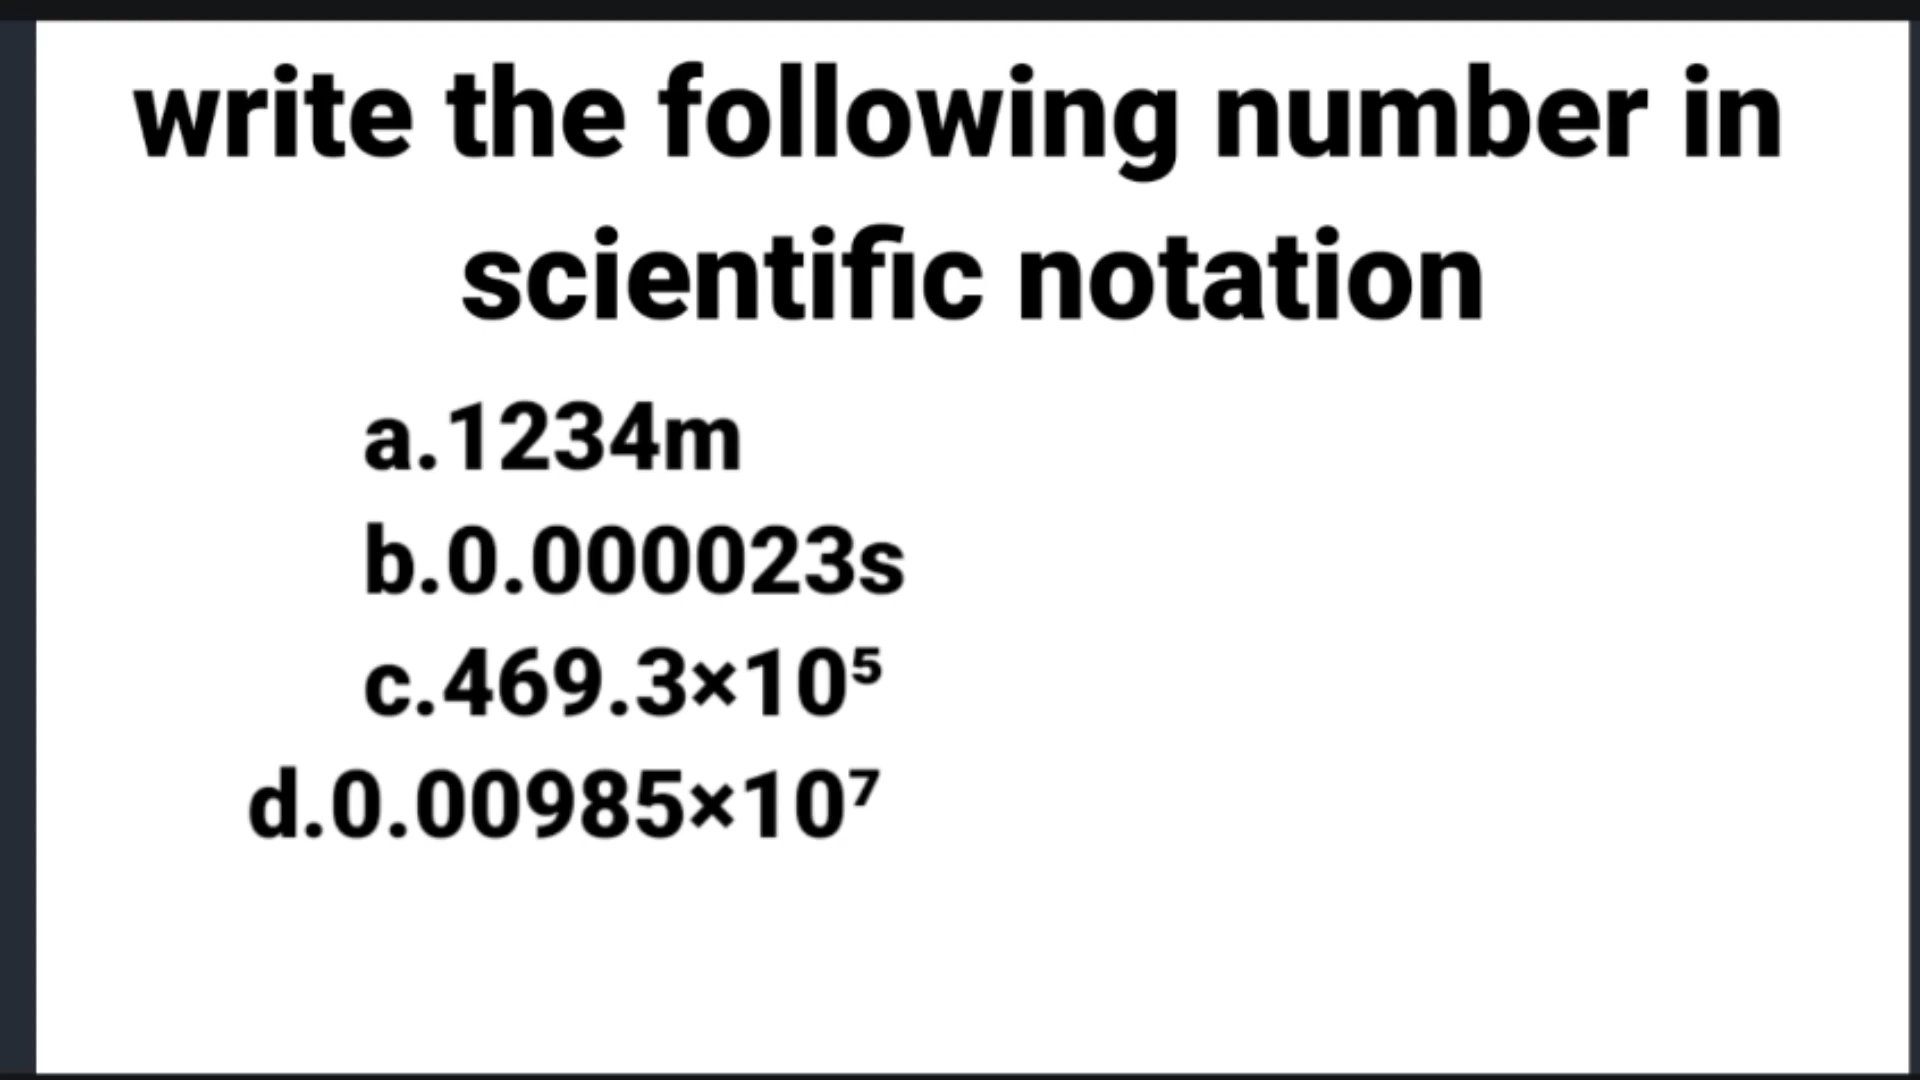 write the following number in
scientific notation
a.1234m
b.0.000023s
c.469.3×10⁵
d.0.00985×10⁷